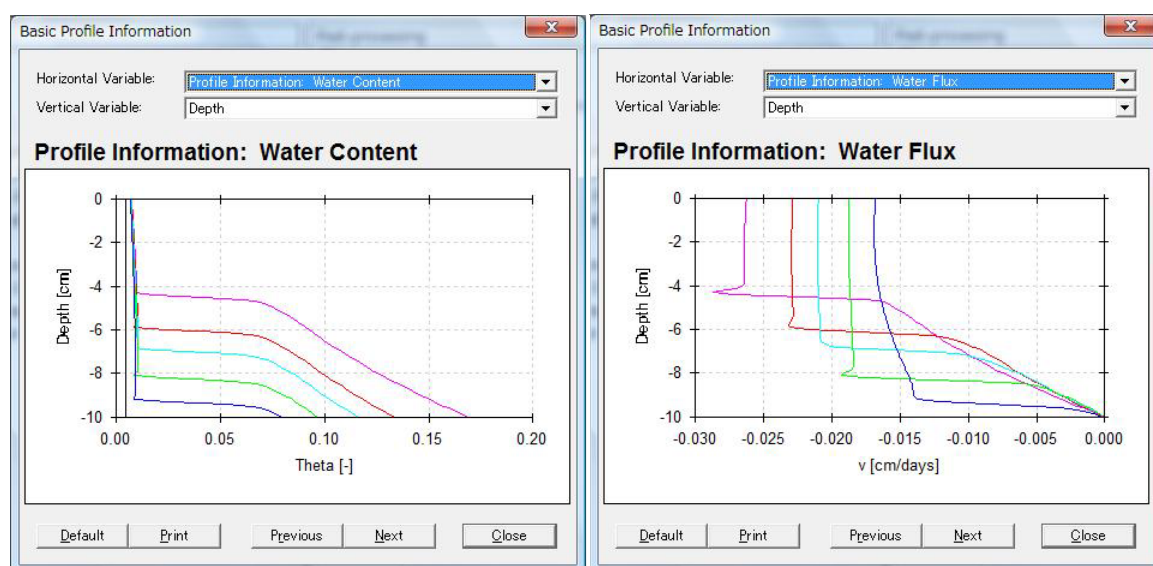 Basic Profile Information
Horizontal Variable: Profile Information: Water Content
Vertical Variable: Depth
Profile Information: Water Content
0
-2
-4
-6
-8
-10
Depth [cm]
0.00 0.05 0.10 0.15 0.20
Theta [-]
Default Print Previous Next Close
Basic Profile Information
Horizontal Variable: Profile Information: Water Flux
Vertical Variable: Depth
Profile Information: Water Flux
0
-2
-4
-6
-8
-10
Depth [cm]
-0.030 -0.025 -0.020 -0.015 -0.010 -0.005 0.000
v [cm/days]
Default Print Previous Next Close